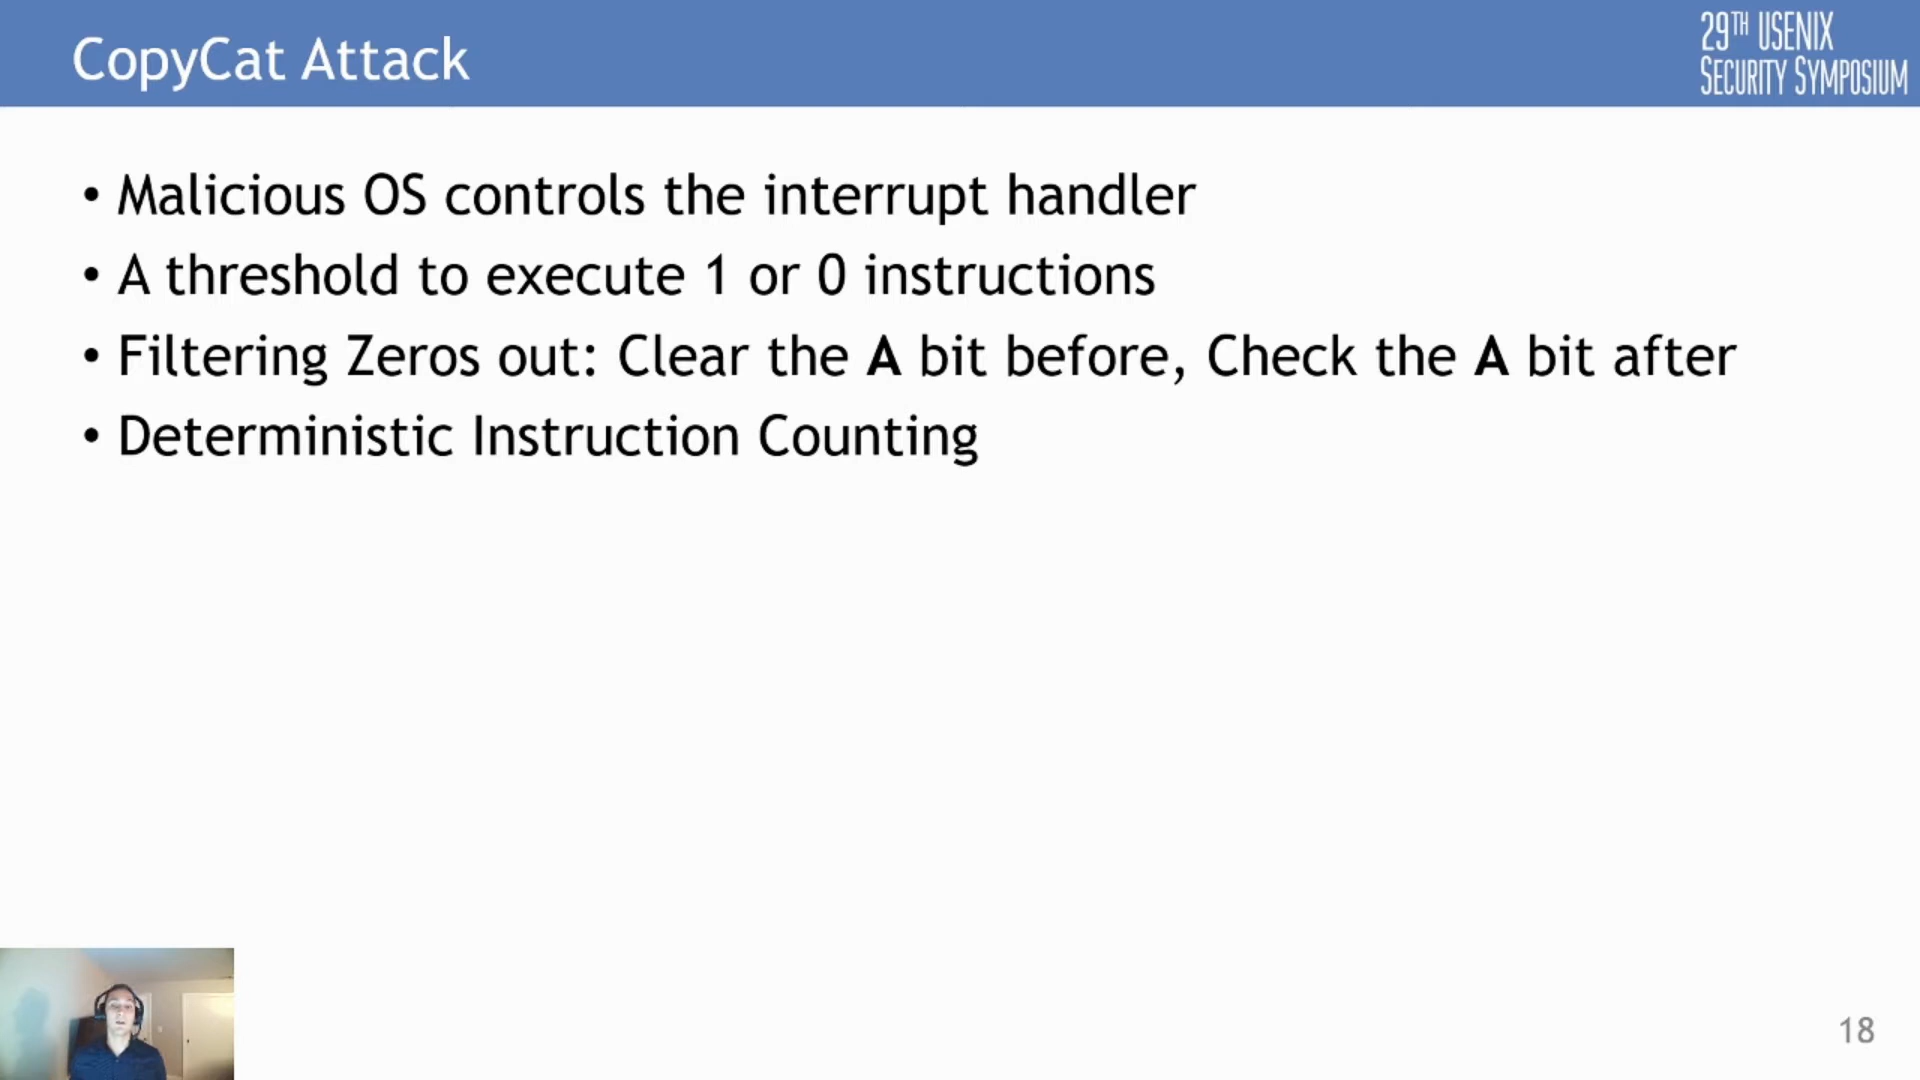 CopyCat Attack
29TH USENIX
SECURITY SYMPOSIUM
• Malicious OS controls the interrupt handler
• A threshold to execute 1 or 0 instructions
• Filtering Zeros out: Clear the A bit before, Check the A bit after
• Deterministic Instruction Counting
18